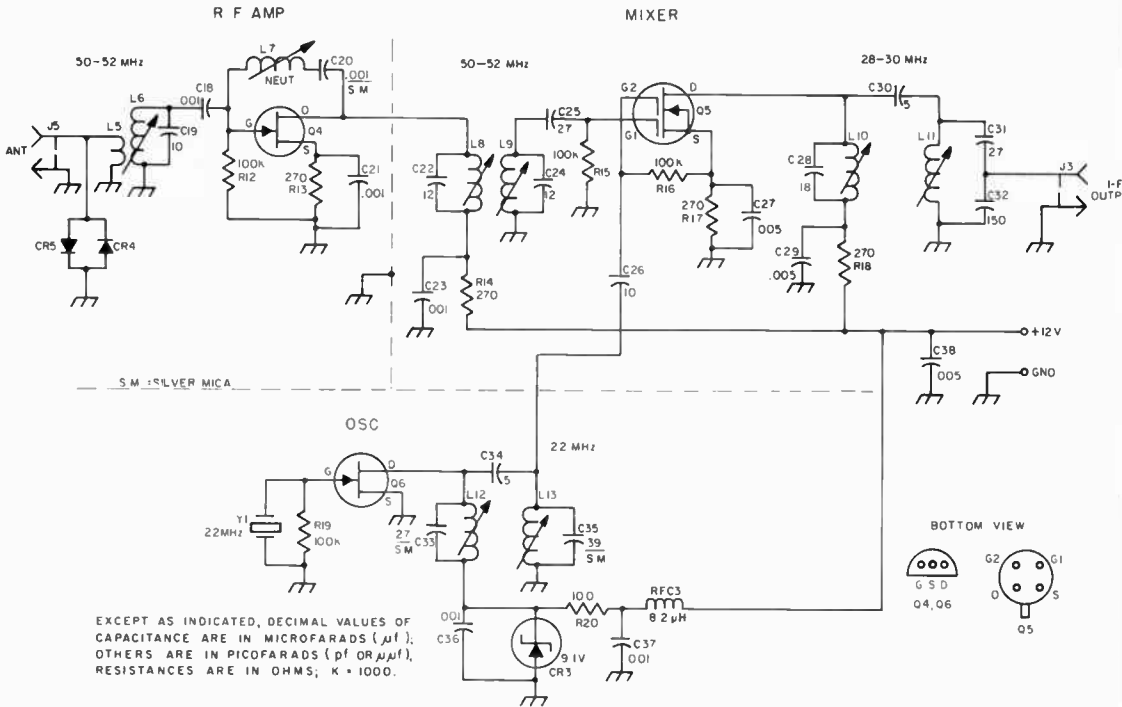 R F AMP
MIXER
50-52 MHz
L7
NEUT
C20
.001
S M
C18
.001
L6
L5
C19
10
J5
ANT
G
D
S
Q4
100K
R12
270
R13
C21
.001
CR5
CR4
50-52 MHz
L8
L9
C22
12
C24
12
C25
27
C23
.001
R14
270
100K
R15
G2
G1
D
S
Q5
100K
R16
270
R17
C27
.005
C26
10
28-30 MHz
C30
5
L10
L11
C28
18
C29
.005
270
R18
C31
27
C32
150
J3
I-F
OUTPUT
+12V
C38
.005
GND
S.M.=SILVER MICA
OSC
22 MHz
G
D
S
Q6
Y1
22MHz
R19
100K
C34
5
L12
L13
27
S M
C33
C35
39
S M
.001
C36
100
R20
RFC3
8.2 µH
C37
.001
9.1V
CR3
BOTTOM VIEW
G S D
Q4, Q6
G2
G1
D
S
Q5
EXCEPT AS INDICATED, DECIMAL VALUES OF
CAPACITANCE ARE IN MICROFARADS (µf);
OTHERS ARE IN PICOFARADS (pf OR µµf),
RESISTANCES ARE IN OHMS; K = 1000.